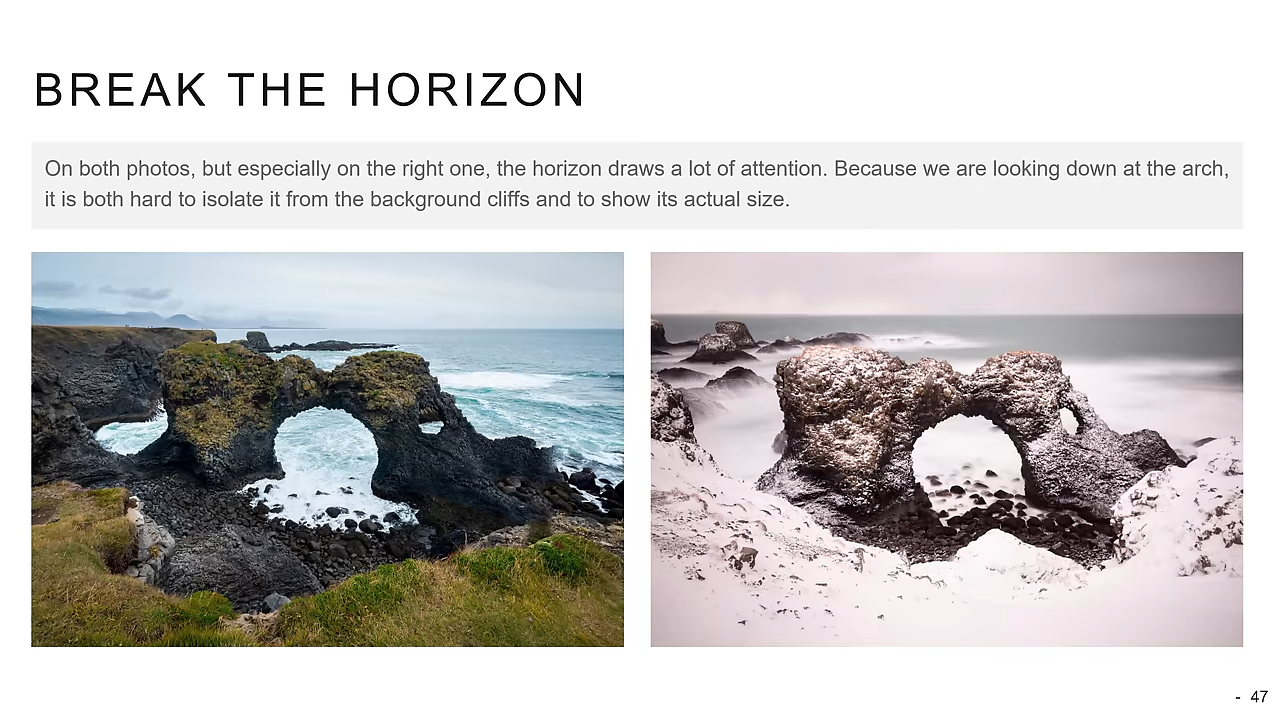 BREAK THE HORIZON
On both photos, but especially on the right one, the horizon draws a lot of attention. Because we are looking down at the arch,
it is both hard to isolate it from the background cliffs and to show its actual size.
- 47